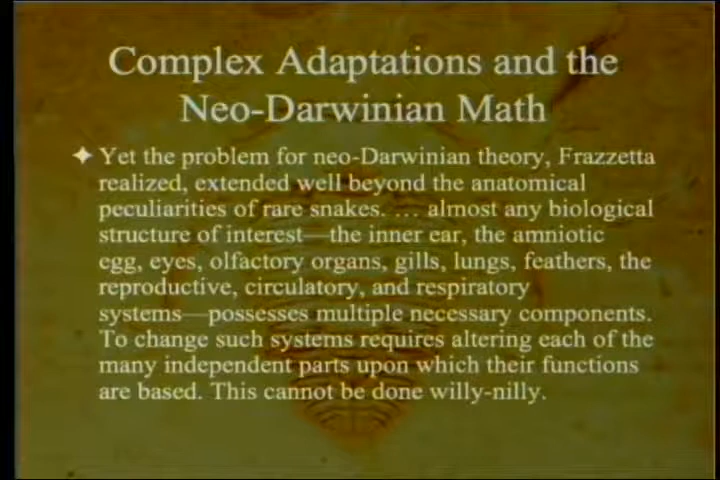 Complex Adaptations and the
Neo-Darwinian Math
Yet the problem for neo-Darwinian theory, Frazzetta
realized, extended well beyond the anatomical
peculiarities of rare snakes. … almost any biological
structure of interest—the inner ear, the amniotic
egg, eyes, olfactory organs, gills, lungs, feathers, the
reproductive, circulatory, and respiratory
systems—possesses multiple necessary components.
To change such systems requires altering each of the
many independent parts upon which their functions
are based. This cannot be done willy-nilly.